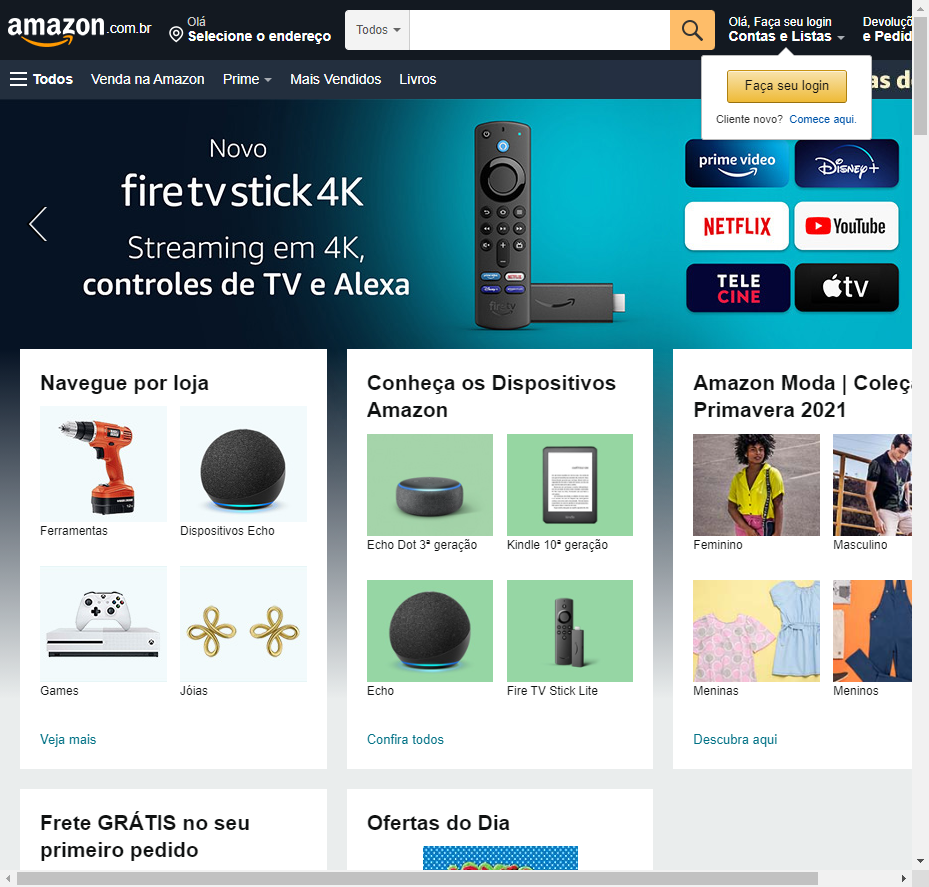 amazon.com.br
Olá
Selecione o endereço
Todos
Olá, Faça seu login
Contas e Listas
e Pedid
Todos
Venda na Amazon
Prime
Mais Vendidos
Livros
Faça seu login
Cliente novo? Comece aqui.
Novo
fire tv stick 4K
Streaming em 4K,
controles de TV e Alexa
fire tv
prime video
Disney+
NETFLIX
YouTube
TELE
CINE
tv
Navegue por loja
Ferramentas
Dispositivos Echo
Games
Jóias
Veja mais
Conheça os Dispositivos
Amazon
Echo Dot 3ª geração
Kindle 10ª geração
Echo
Fire TV Stick Lite
Confira todos
Amazon Moda | Coleç
Primavera 2021
Feminino
Masculino
Meninas
Meninos
Descubra aqui
Frete GRÁTIS no seu
primeiro pedido
Ofertas do Dia